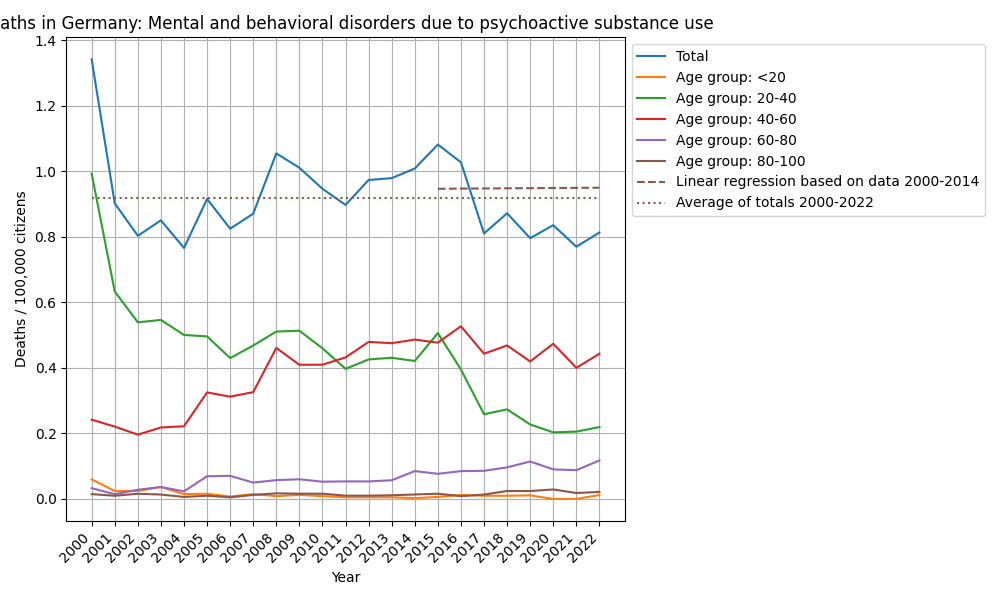 aths in Germany: Mental and behavioral disorders due to psychoactive substance use
1.4
1.2
1.0
0.8
0.6
0.4
0.2
0.0
Deaths / 100,000 citizens
2000
2001
2002
2003
2004
2005
2006
2007
2008
2009
2010
2011
2012
2013
2014
2015
2016
2017
2018
2019
2020
2021
2022
Year
Total
Age group: <20
Age group: 20-40
Age group: 40-60
Age group: 60-80
Age group: 80-100
Linear regression based on data 2000-2014
Average of totals 2000-2022